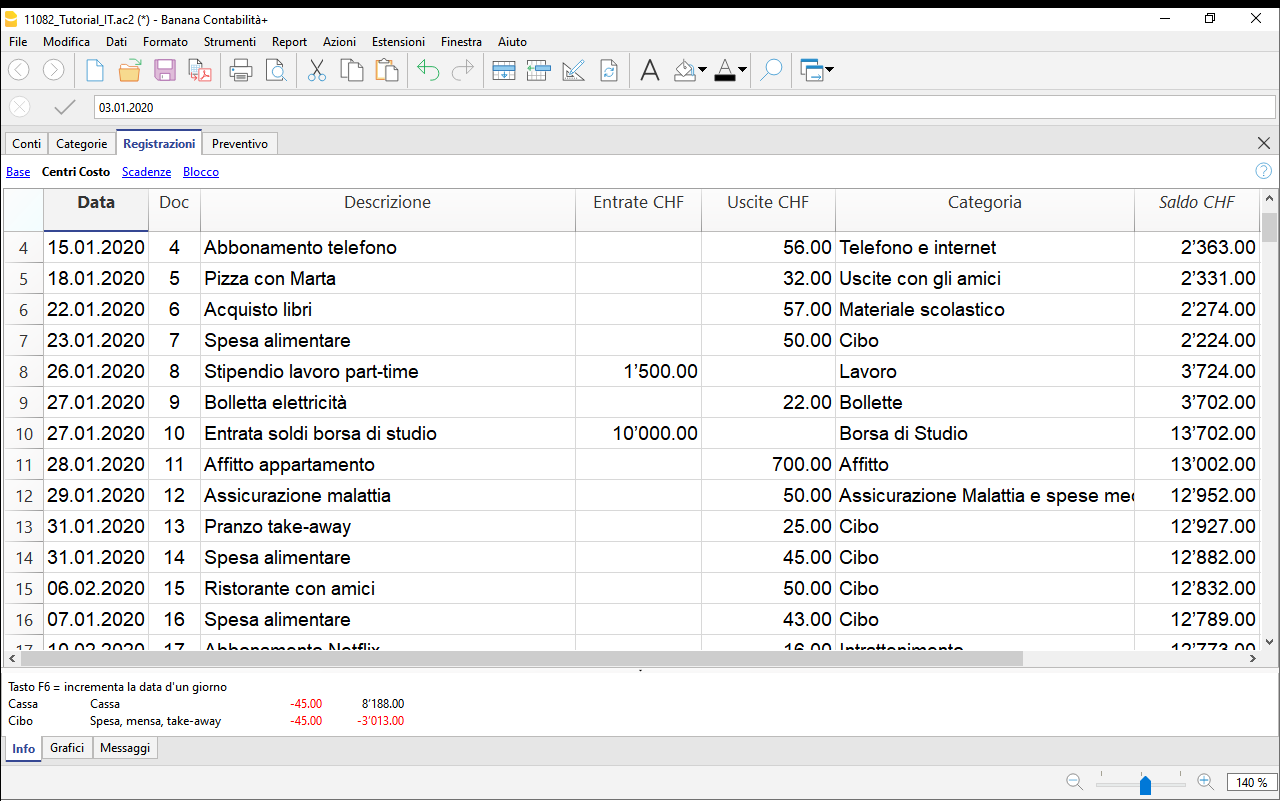 11082_Tutorial_IT.ac2 (*) - Banana Contabilità+
File Modifica Dati Formato Strumenti Report Azioni Estensioni Finestra Aiuto
03.01.2020
Conti Categorie Registrazioni Preventivo
Base Centri Costo Scadenze Blocco
Data Doc Descrizione Entrate CHF Uscite CHF Categoria Saldo CHF
4 15.01.2020 4 Abbonamento telefono 56.00 Telefono e internet 2’363.00
5 18.01.2020 5 Pizza con Marta 32.00 Uscite con gli amici 2’331.00
6 22.01.2020 6 Acquisto libri 57.00 Materiale scolastico 2’274.00
7 23.01.2020 7 Spesa alimentare 50.00 Cibo 2’224.00
8 26.01.2020 8 Stipendio lavoro part-time 1’500.00 Lavoro 3’724.00
9 27.01.2020 9 Bolletta elettricità 22.00 Bollette 3’702.00
10 27.01.2020 10 Entrata soldi borsa di studio 10’000.00 Borsa di Studio 13’702.00
11 28.01.2020 11 Affitto appartamento 700.00 Affitto 13’002.00
12 29.01.2020 12 Assicurazione malattia 50.00 Assicurazione Malattia e spese med 12’952.00
13 31.01.2020 13 Pranzo take-away 25.00 Cibo 12’927.00
14 31.01.2020 14 Spesa alimentare 45.00 Cibo 12’882.00
15 06.02.2020 15 Ristorante con amici 50.00 Cibo 12’832.00
16 07.01.2020 16 Spesa alimentare 43.00 Cibo 12’789.00
17 10.02.2020 17 Abbonamento Netflix 16.00 Intrattenimento 12’773.00
Tasto F6 = incrementa la data d'un giorno
Cassa Cassa -45.00 8’188.00
Cibo Spesa, mensa, take-away -45.00 -3’013.00
Info Grafici Messaggi
140 %